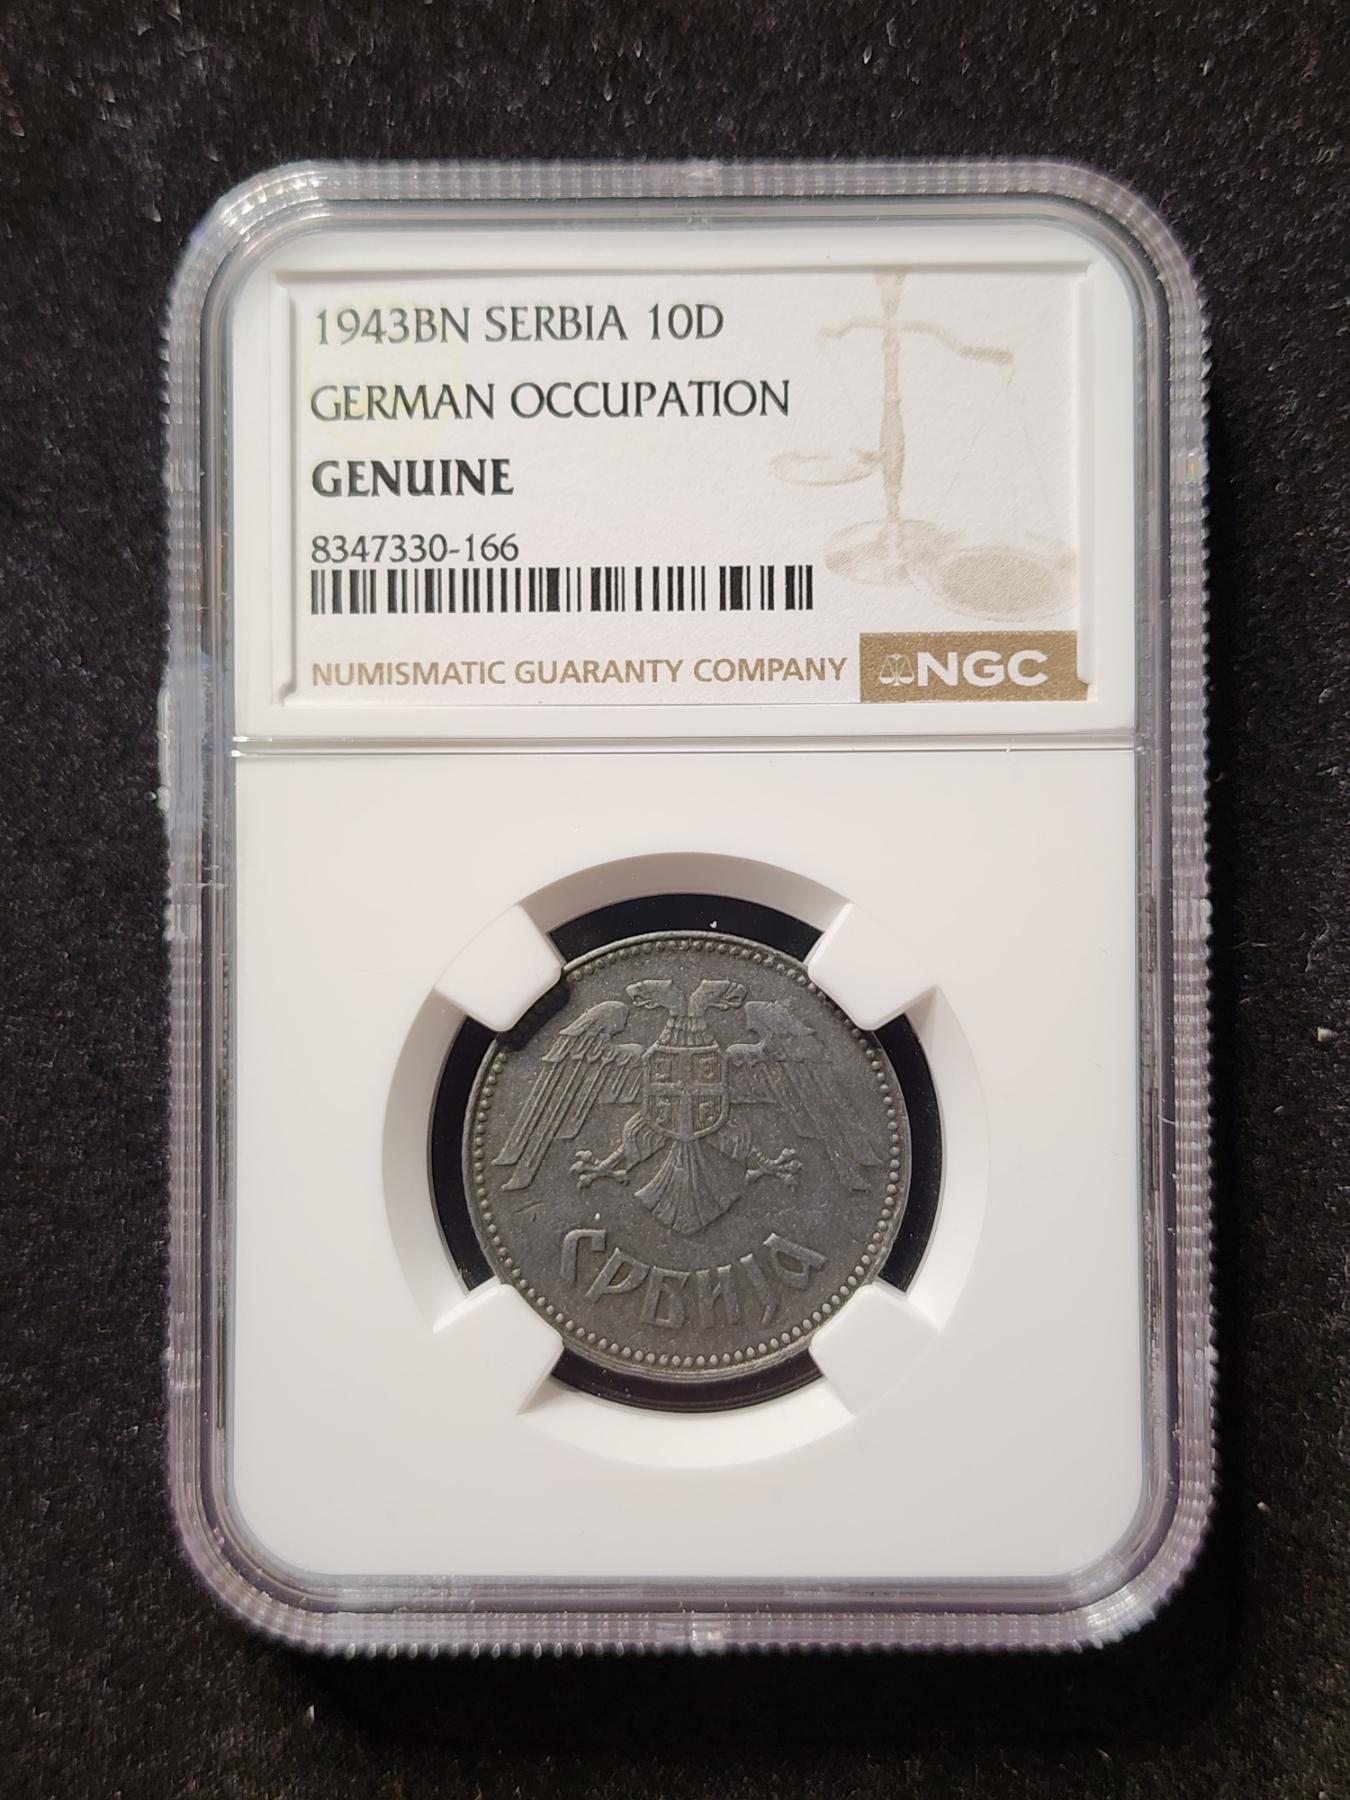 1943BN SERBIA 10D
GERMAN OCCUPATION
GENUINE
8347330-166
NUMISMATIC GUARANTY COMPANY NGC
СРБИЈА